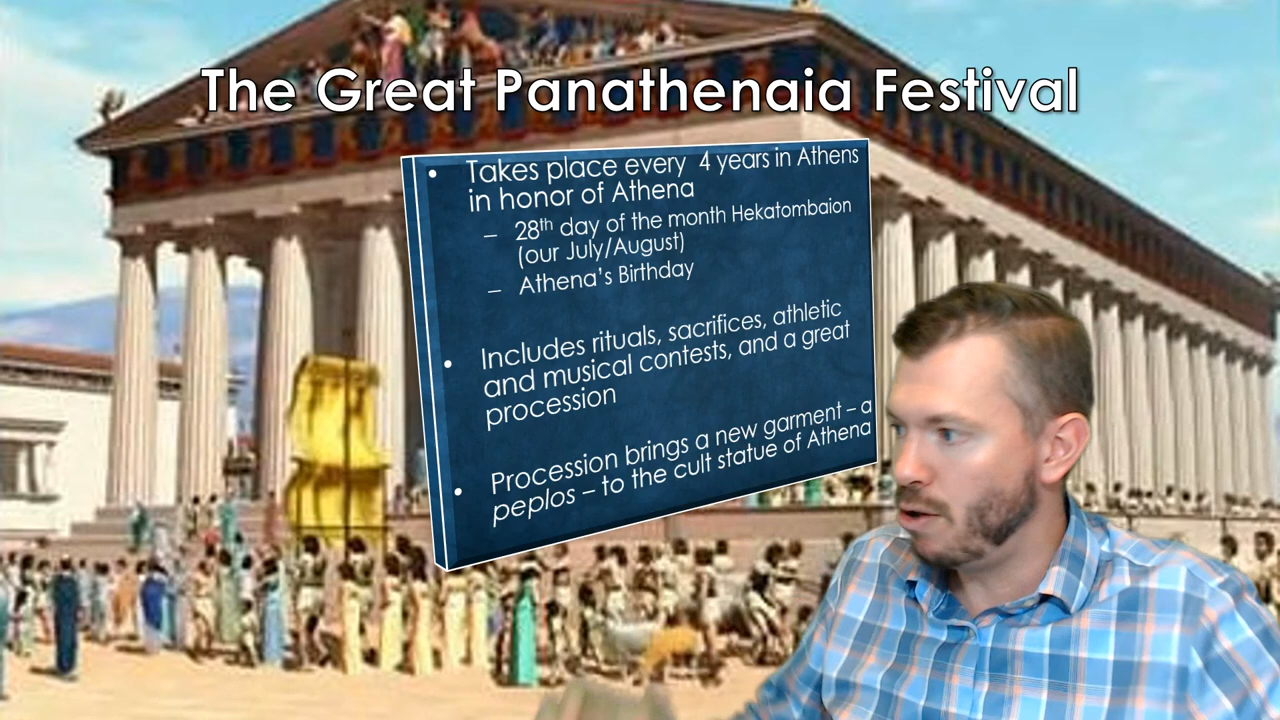 The Great Panathenaia Festival
• Takes place every 4 years in Athens
in honor of Athena
– 28th day of the month Hekatombaion
(our July/August)
– Athena's Birthday
• Includes rituals, sacrifices, athletic
and musical contests, and a great
procession
• Procession brings a new garment – a
peplos – to the cult statue of Athena